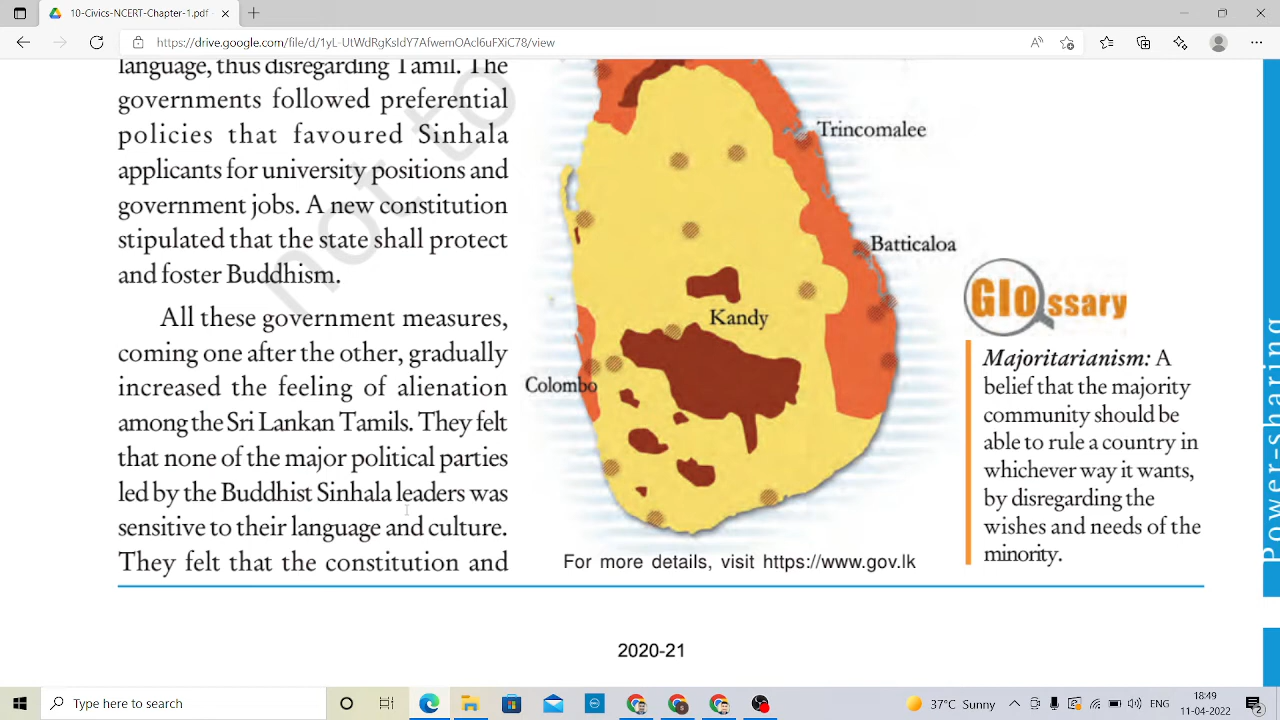 10-Civics-NCERT-Chapter-1.pdf
https://drive.google.com/file/d/1yL-UtWdRgKsIdY7AfwemOAcl6uFXiC78/view
language, thus disregarding Tamil. The
governments followed preferential
policies that favoured Sinhala
applicants for university positions and
government jobs. A new constitution
stipulated that the state shall protect
and foster Buddhism.
All these government measures,
coming one after the other, gradually
increased the feeling of alienation
among the Sri Lankan Tamils. They felt
that none of the major political parties
led by the Buddhist Sinhala leaders was
sensitive to their language and culture.
They felt that the constitution and
not to
Trincomalee
Batticaloa
Kandy
Colombo
For more details, visit https://www.gov.lk
Glossary
Majoritarianism: A
belief that the majority
community should be
able to rule a country in
whichever way it wants,
by disregarding the
wishes and needs of the
minority.
Power-sharing
2020-21
Type here to search
37°C Sunny
ENG
18:49
11-04-2022
2